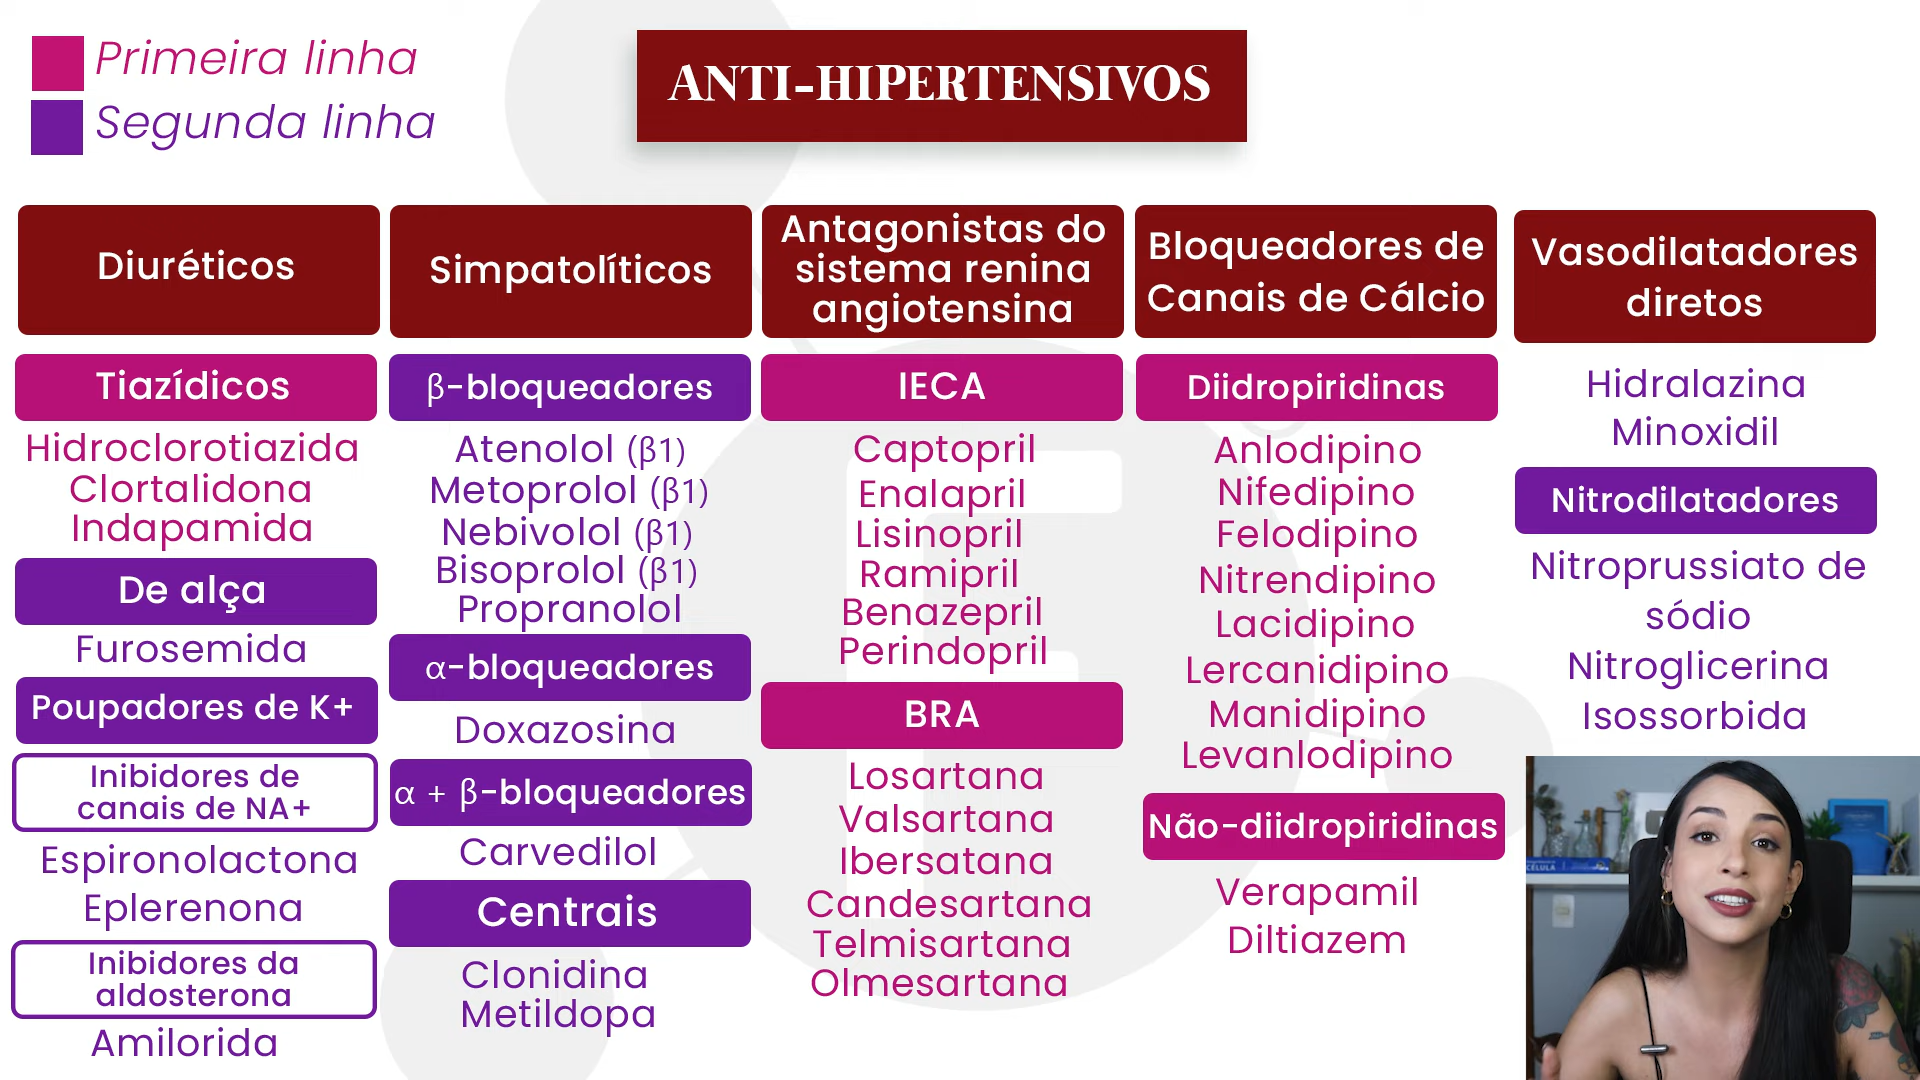 Primeira linha
Segunda linha
ANTI-HIPERTENSIVOS
Diuréticos
Tiazídicos
Hidroclorotiazida
Clortalidona
Indapamida
De alça
Furosemida
Poupadores de K+
Inibidores de
canais de NA+
Espironolactona
Eplerenona
Inibidores da
aldosterona
Amilorida
Simpatolíticos
β-bloqueadores
Atenolol (β1)
Metoprolol (β1)
Nebivolol (β1)
Bisoprolol (β1)
Propranolol
α-bloqueadores
Doxazosina
α + β-bloqueadores
Carvedilol
Centrais
Clonidina
Metildopa
Antagonistas do
sistema renina
angiotensina
IECA
Captopril
Enalapril
Lisinopril
Ramipril
Benazepril
Perindopril
BRA
Losartana
Valsartana
Ibersatana
Candesartana
Telmisartana
Olmesartana
Bloqueadores de
Canais de Cálcio
Diidropiridinas
Anlodipino
Nifedipino
Felodipino
Nitrendipino
Lacidipino
Lercanidipino
Manidipino
Levanlodipino
Não-diidropiridinas
Verapamil
Diltiazem
Vasodilatadores
diretos
Hidralazina
Minoxidil
Nitrodilatadores
Nitroprussiato de
sódio
Nitroglicerina
Isossorbida
CÉLULA